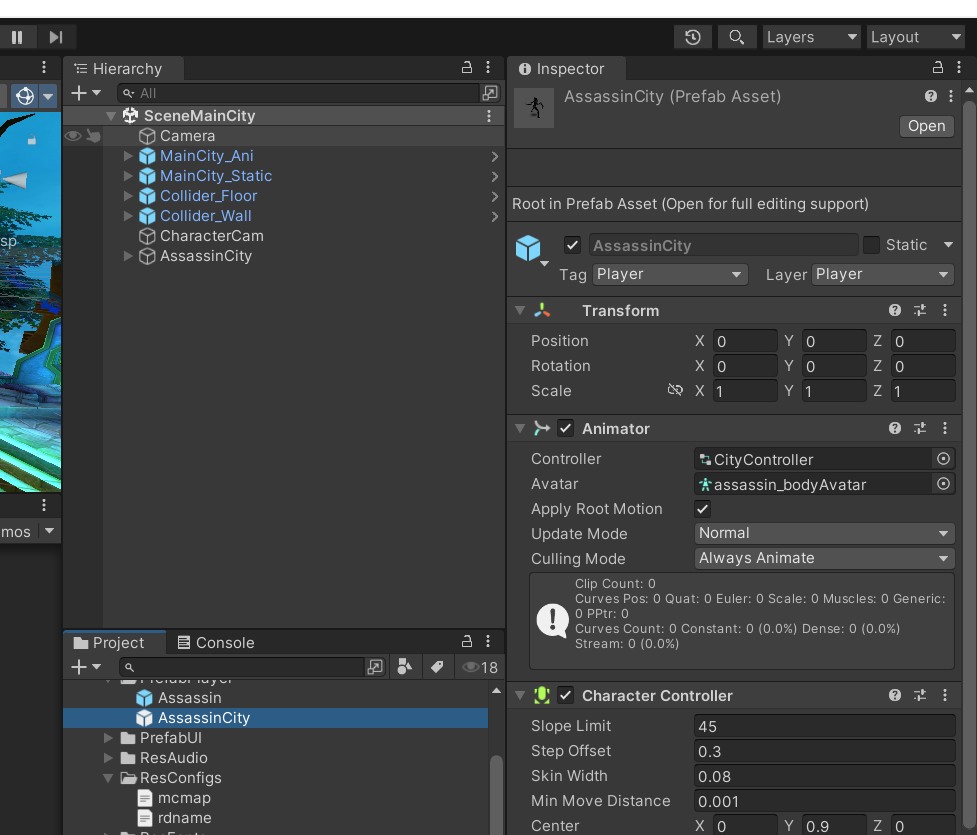 Layers
Layout
Hierarchy
All
SceneMainCity
Camera
MainCity_Ani
MainCity_Static
Collider_Floor
Collider_Wall
CharacterCam
AssassinCity
sp
mos
Project
Console
18
PrefabPlayer
Assassin
AssassinCity
PrefabUI
ResAudio
ResConfigs
mcmap
rdname
Inspector
AssassinCity (Prefab Asset)
Open
Root in Prefab Asset (Open for full editing support)
AssassinCity
Static
Tag Player Layer Player
Transform
Position X 0 Y 0 Z 0
Rotation X 0 Y 0 Z 0
Scale X 1 Y 1 Z 1
Animator
Controller CityController
Avatar assassin_bodyAvatar
Apply Root Motion
Update Mode Normal
Culling Mode Always Animate
Clip Count: 0
Curves Pos: 0 Quat: 0 Euler: 0 Scale: 0 Muscles: 0 Generic:
0 PPtr: 0
Curves Count: 0 Constant: 0 (0.0%) Dense: 0 (0.0%)
Stream: 0 (0.0%)
Character Controller
Slope Limit 45
Step Offset 0.3
Skin Width 0.08
Min Move Distance 0.001
Center X 0 Y 0.9 Z 0